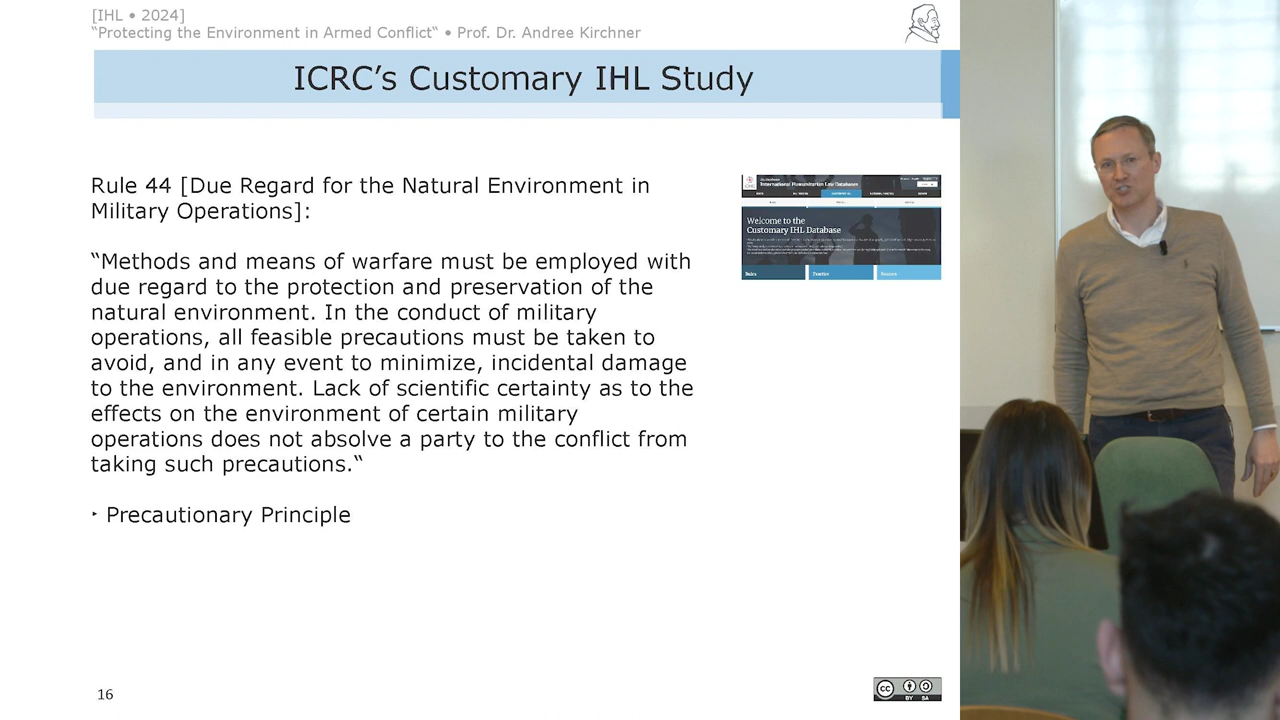 [IHL • 2024]
“Protecting the Environment in Armed Conflict“ • Prof. Dr. Andree Kirchner
ICRC’s Customary IHL Study
Rule 44 [Due Regard for the Natural Environment in
Military Operations]:
“Methods and means of warfare must be employed with
due regard to the protection and preservation of the
natural environment. In the conduct of military
operations, all feasible precautions must be taken to
avoid, and in any event to minimize, incidental damage
to the environment. Lack of scientific certainty as to the
effects on the environment of certain military
operations does not absolve a party to the conflict from
taking such precautions.“
‣ Precautionary Principle
International Humanitarian Law Databases
Welcome to the
Customary IHL Database
Rules
Practice
16
CC BY SA